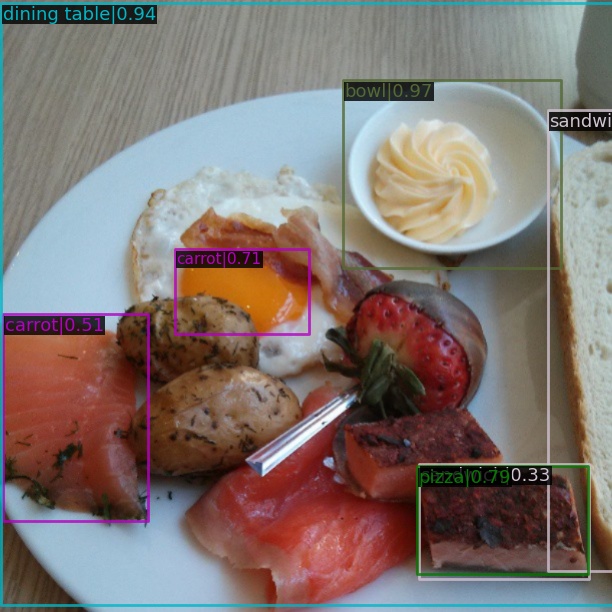 dining table|0.94
bowl|0.97
sandwi
carrot|0.71
carrot|0.51
pizza|0.79
0.33